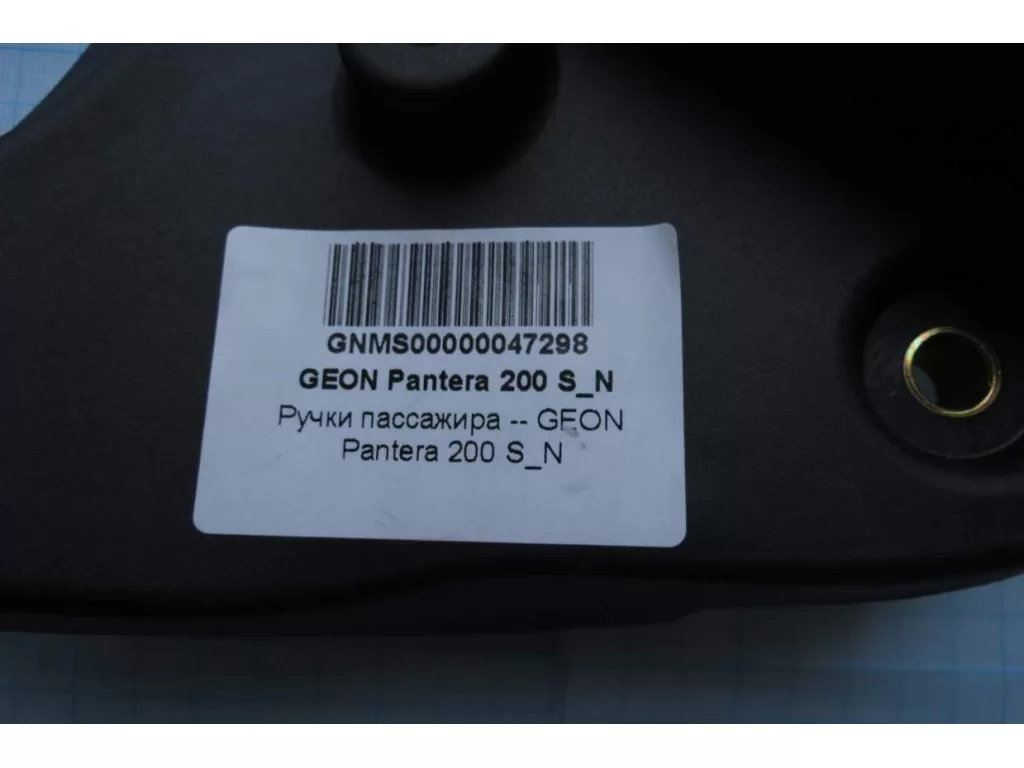 GNMS00000047298
GEON Pantera 200 S_N
Ручки пассажира -- GEON
Pantera 200 S_N